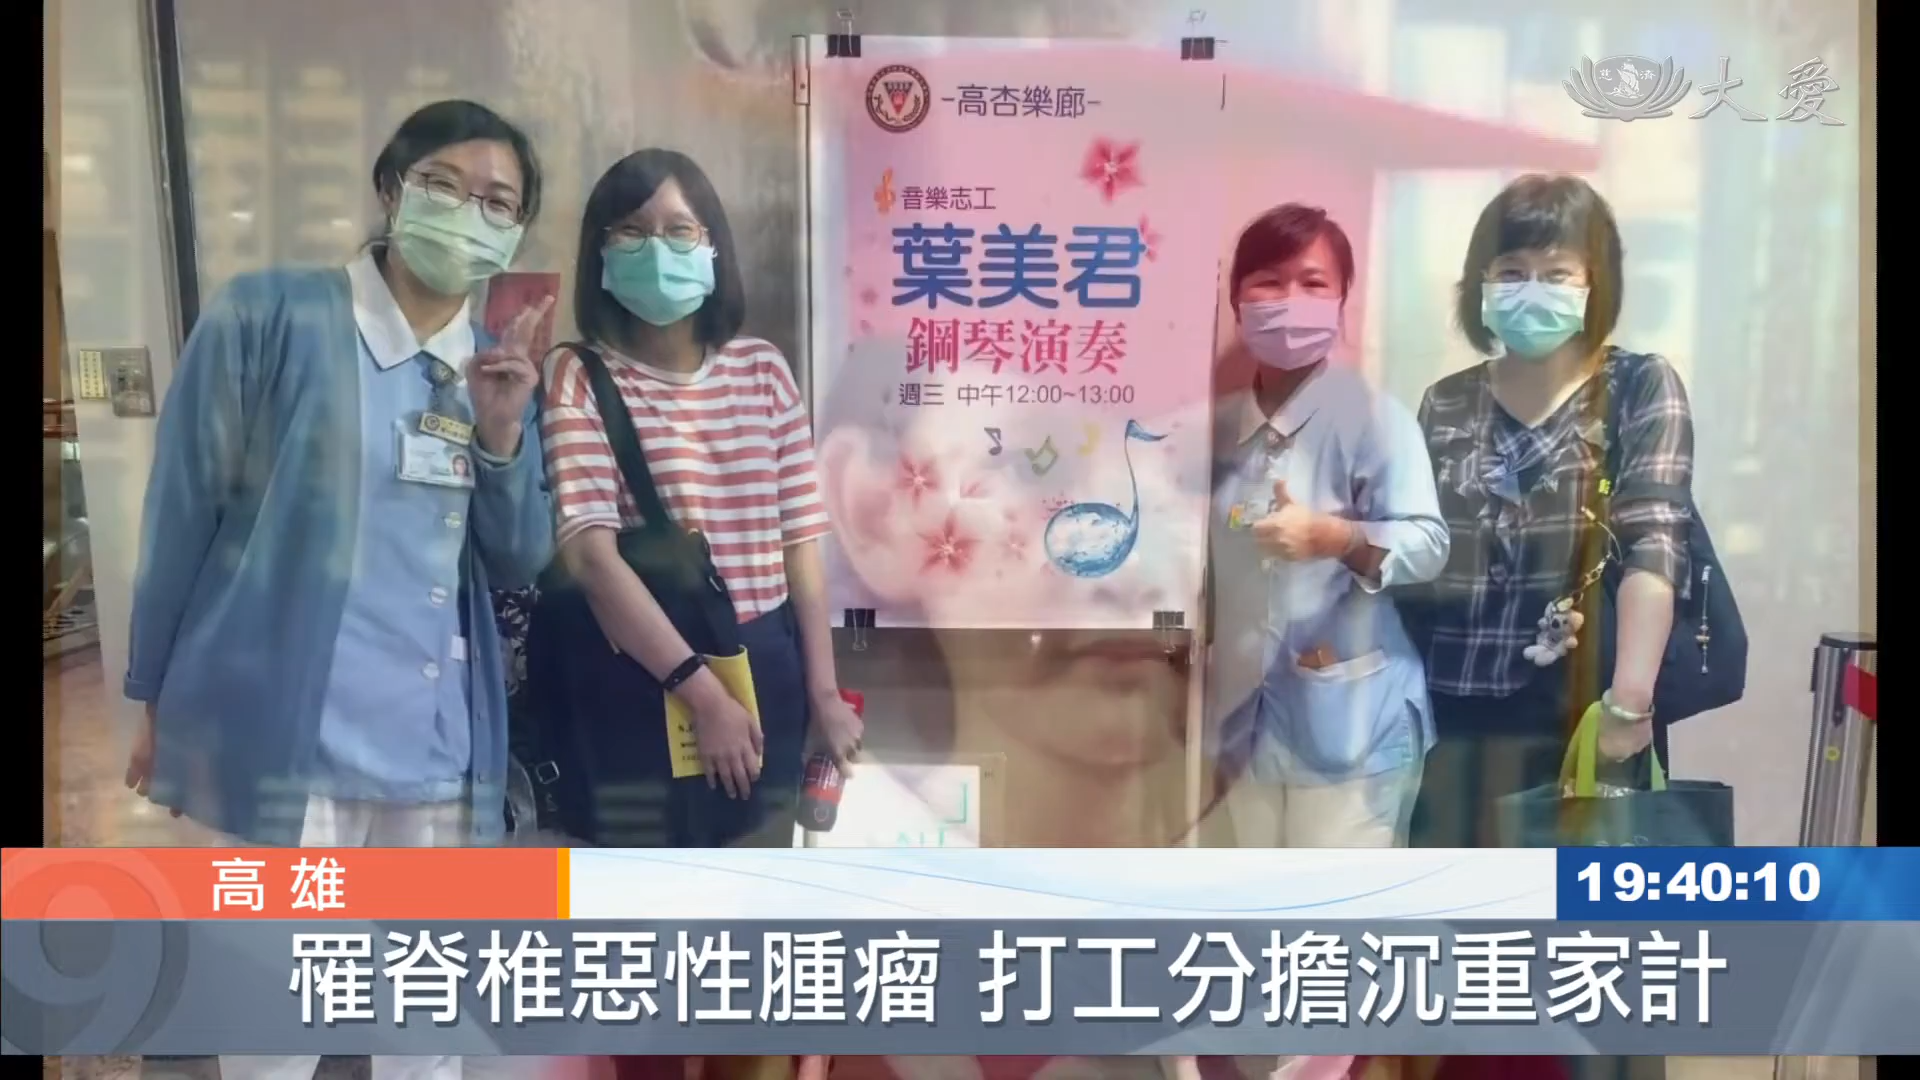 慈濟
大愛
-高杏樂廊-
音樂志工
葉美君
鋼琴演奏
週三 中午12:00~13:00
高雄
19:40:10
罹脊椎惡性腫瘤 打工分擔沉重家計